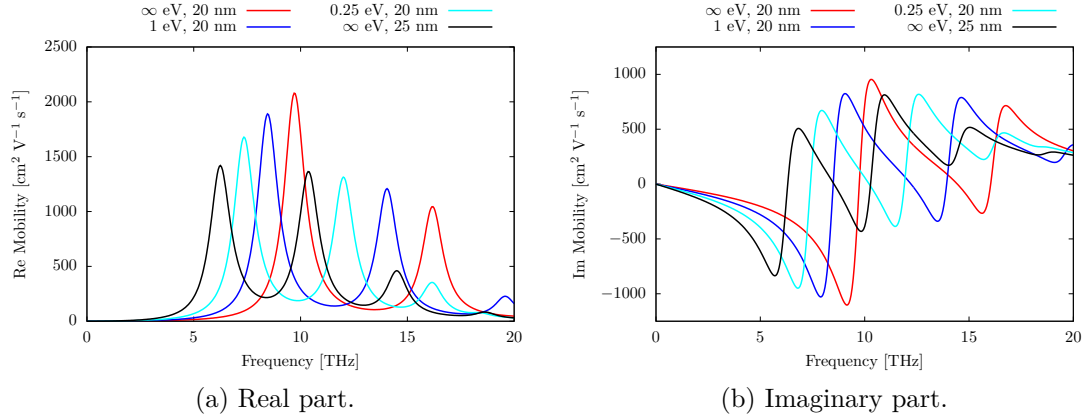 ∞ eV, 20 nm
1 eV, 20 nm
0.25 eV, 20 nm
∞ eV, 25 nm
2500
2000
1500
1000
500
0
Re Mobility [cm² V⁻¹ s⁻¹]
0 5 10 15 20
Frequency [THz]
(a) Real part.
∞ eV, 20 nm
1 eV, 20 nm
0.25 eV, 20 nm
∞ eV, 25 nm
1000
500
0
−500
−1000
Im Mobility [cm² V⁻¹ s⁻¹]
0 5 10 15 20
Frequency [THz]
(b) Imaginary part.